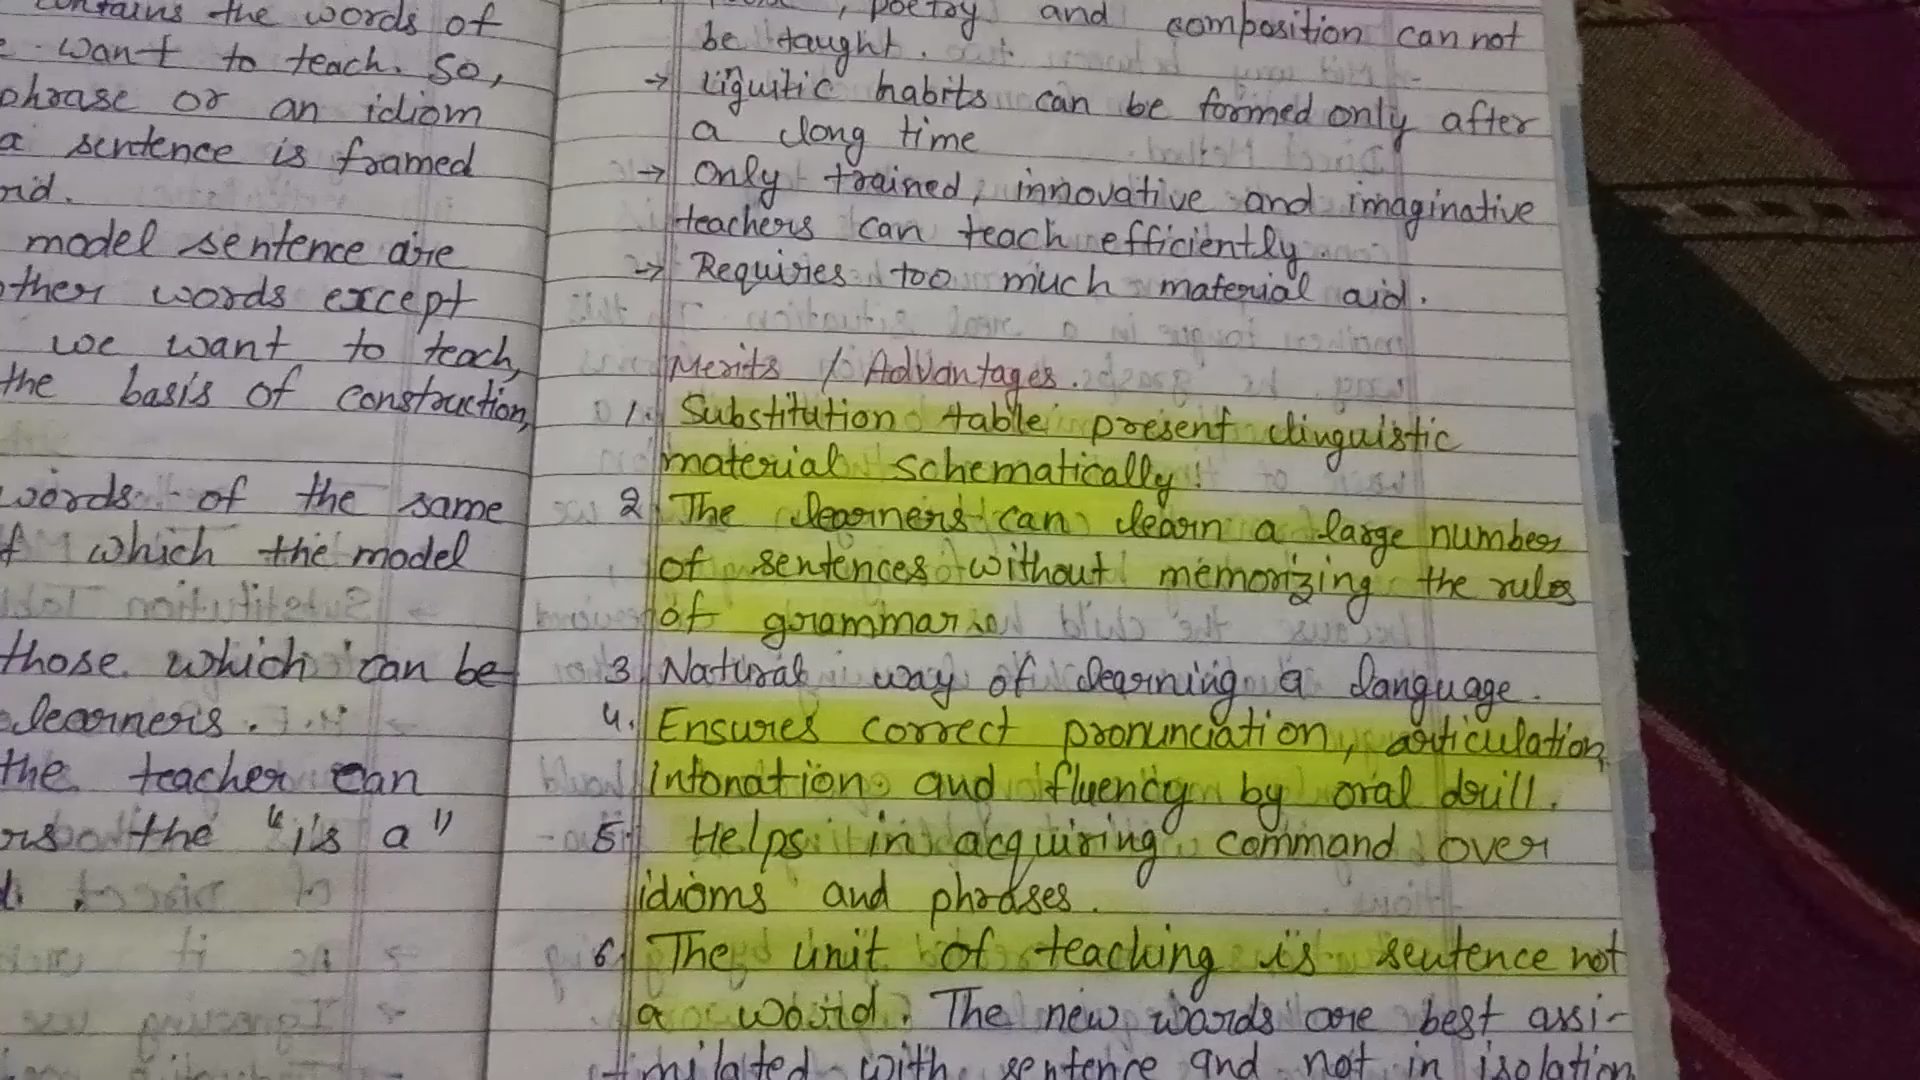 contains the words of
want to teach. So,
phrase or an idiom
a sentence is framed
model sentence are
other words except
we want to teach,
the basis of construction,
words of the same
which the model
those which can be
learners.
the teacher can
the "is a"
, poetry and composition can not
be taught.
→ Liguitic habits can be formed only after
a long time
→ Only trained, innovative and imaginative
teachers can teach efficiently.
→ Requires too much material aid.
Merits / Advantages.
1. Substitution table present linguistic
material schematically.
2 The learners can learn a large number
of sentences without memorizing the rules
of grammar
3 Natural way of learning a language.
4. Ensures correct pronunciation, articulation,
intonation and fluency by oral drill.
5. Helps in acquiring command over
idioms and phrases.
6. The unit of teaching is sentence not
a word. The new words are best assi-
milated with sentence and not in isolation